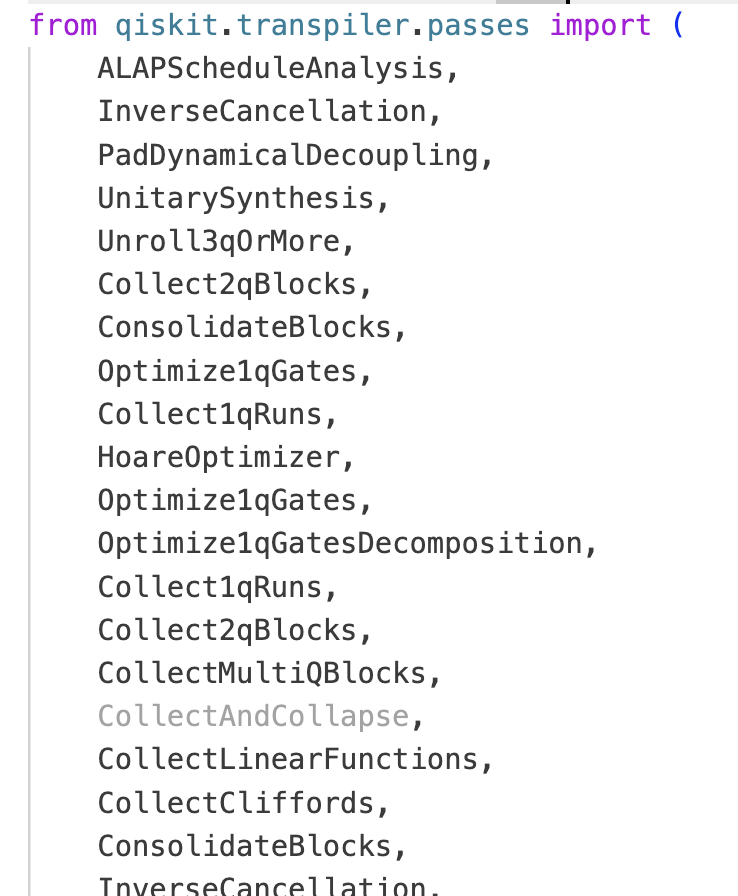 from qiskit.transpiler.passes import (
ALAPScheduleAnalysis,
InverseCancellation,
PadDynamicalDecoupling,
UnitarySynthesis,
Unroll3qOrMore,
Collect2qBlocks,
ConsolidateBlocks,
Optimize1qGates,
Collect1qRuns,
HoareOptimizer,
Optimize1qGates,
Optimize1qGatesDecomposition,
Collect1qRuns,
Collect2qBlocks,
CollectMultiQBlocks,
CollectAndCollapse,
CollectLinearFunctions,
CollectCliffords,
ConsolidateBlocks,
InverseCancellation,